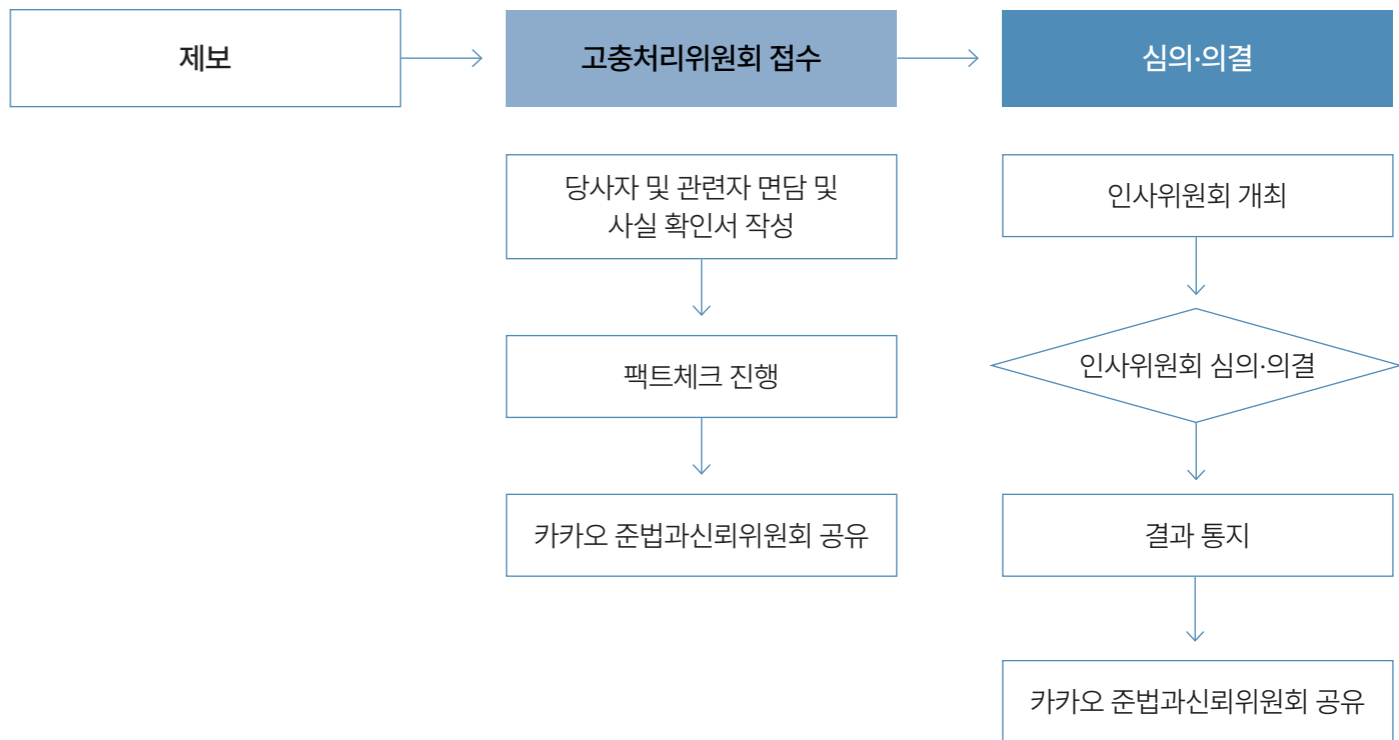 제보
고충처리위원회 접수
심의·의결
당사자 및 관련자 면담 및
사실 확인서 작성
팩트체크 진행
카카오 준법과신뢰위원회 공유
인사위원회 개최
인사위원회 심의·의결
결과 통지
카카오 준법과신뢰위원회 공유